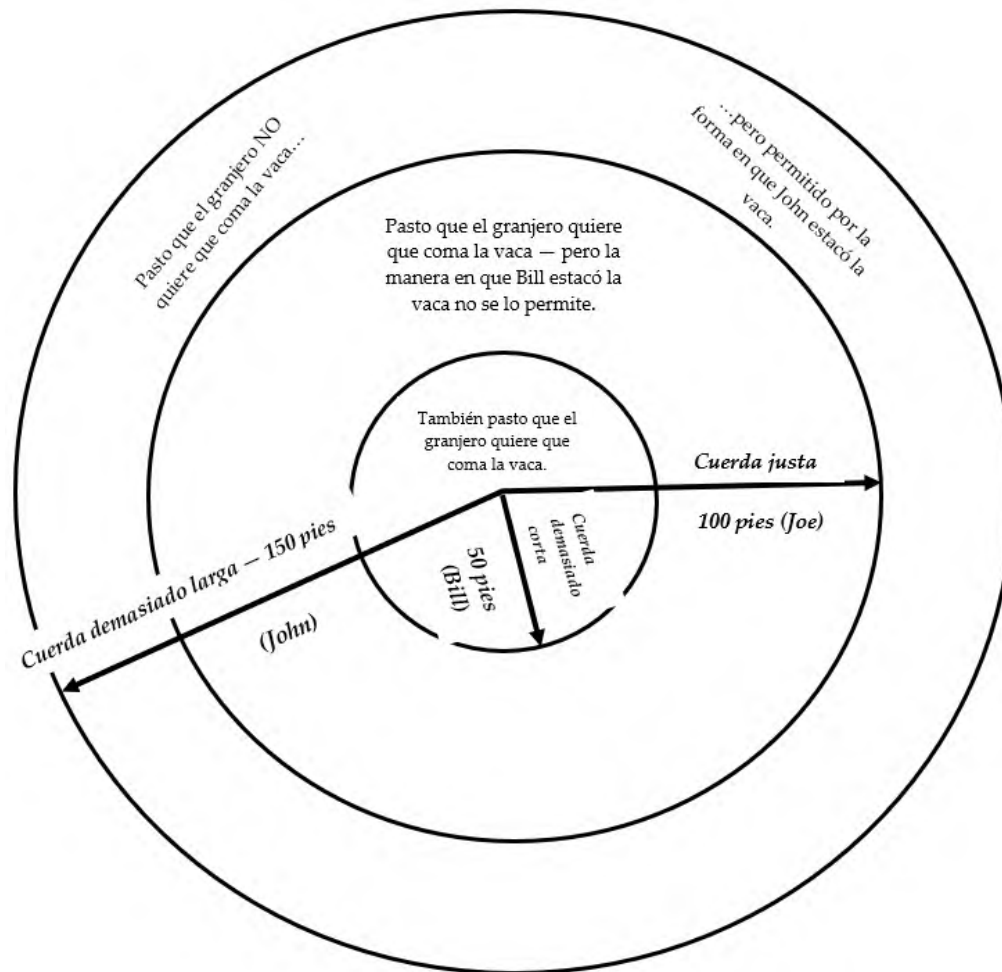 Pasto que el granjero NO
quiere que coma la vaca...
...pero permitido por la
forma en que John estacó la
vaca.
Pasto que el granjero quiere
que coma la vaca — pero la
manera en que Bill estacó la
vaca no se lo permite.
También pasto que el
granjero quiere que
coma la vaca.
Cuerda justa
100 pies (Joe)
Cuerda
demasiado
corta
50 pies
(Bill)
Cuerda demasiado larga — 150 pies
(John)